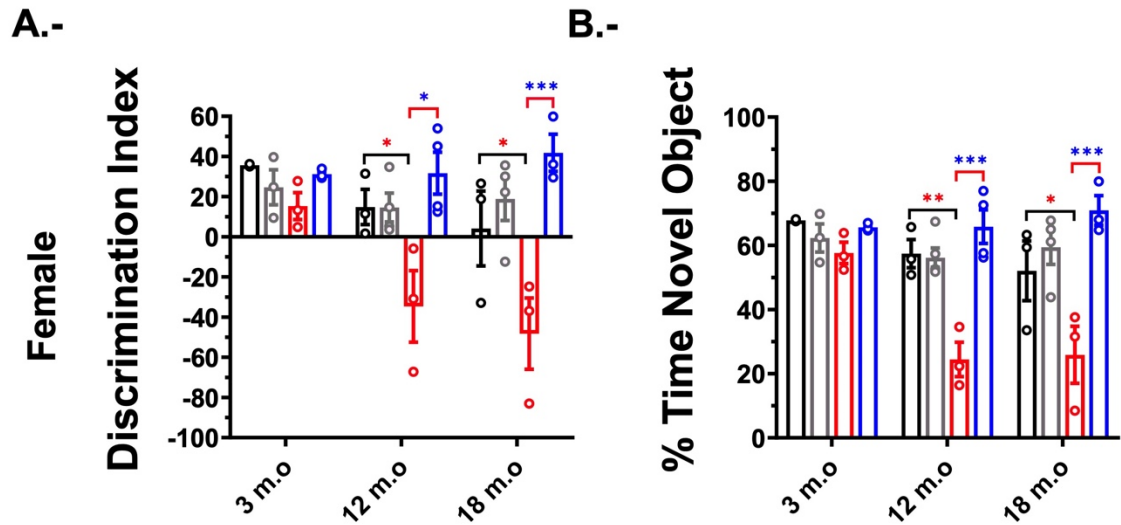 A.-
B.-
Female
Discrimination Index
60
40
20
0
-20
-40
-60
-80
-100
*
*
*
***
3 m.o
12 m.o
18 m.o
% Time Novel Object
100
80
60
40
20
0
**
***
*
***
3 m.o
12 m.o
18 m.o